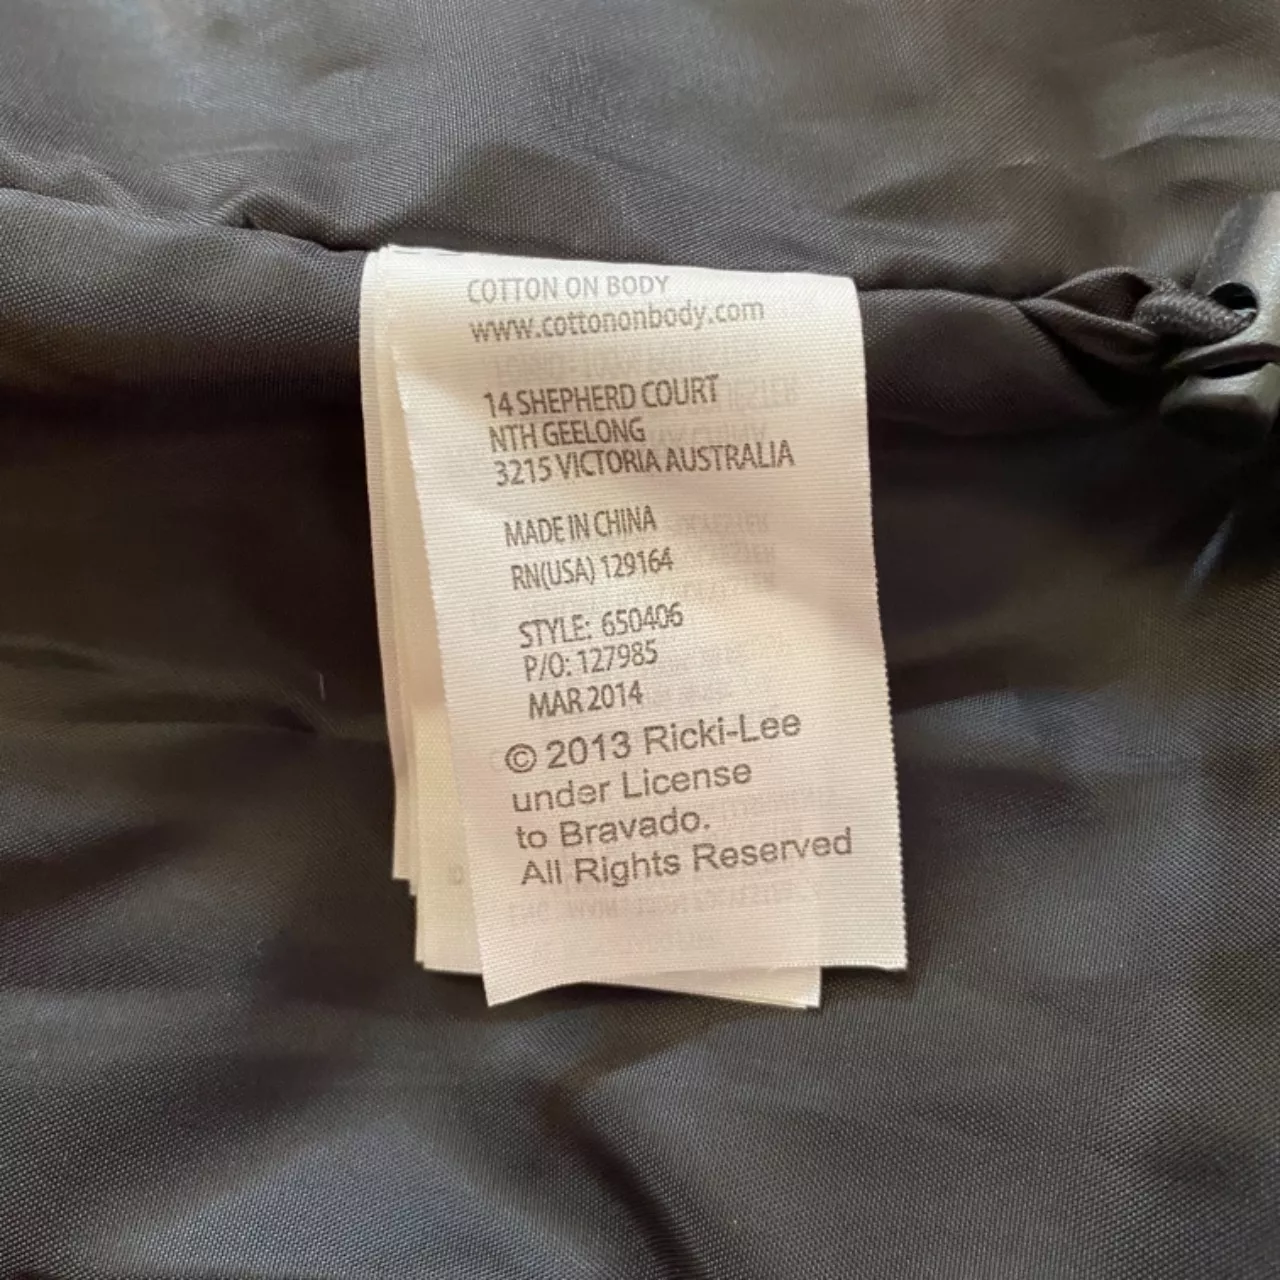 COTTON ON BODY
www.cottononbody.com
14 SHEPHERD COURT
NTH GEELONG
3215 VICTORIA AUSTRALIA
MADE IN CHINA
RN(USA) 129164
STYLE: 650406
P/O: 127985
MAR 2014
© 2013 Ricki-Lee
under License
to Bravado.
All Rights Reserved